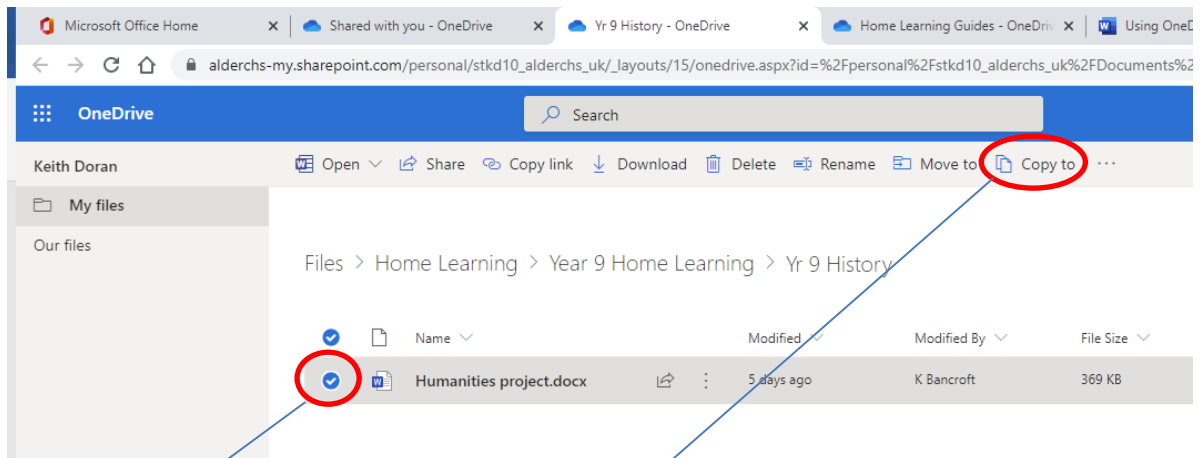 Microsoft Office Home
Shared with you - OneDrive
Yr 9 History - OneDrive
Home Learning Guides - OneDriv
Using OneD
alderchs-my.sharepoint.com/personal/stkd10_alderchs_uk/_layouts/15/onedrive.aspx?id=%2Fpersonal%2Fstkd10_alderchs_uk%2FDocuments%2
OneDrive
Search
Keith Doran
Open
Share
Copy link
Download
Delete
Rename
Move to
Copy to
My files
Our files
Files > Home Learning > Year 9 Home Learning > Yr 9 History
Name
Modified
Modified By
File Size
Humanities project.docx
5 days ago
K Bancroft
369 KB